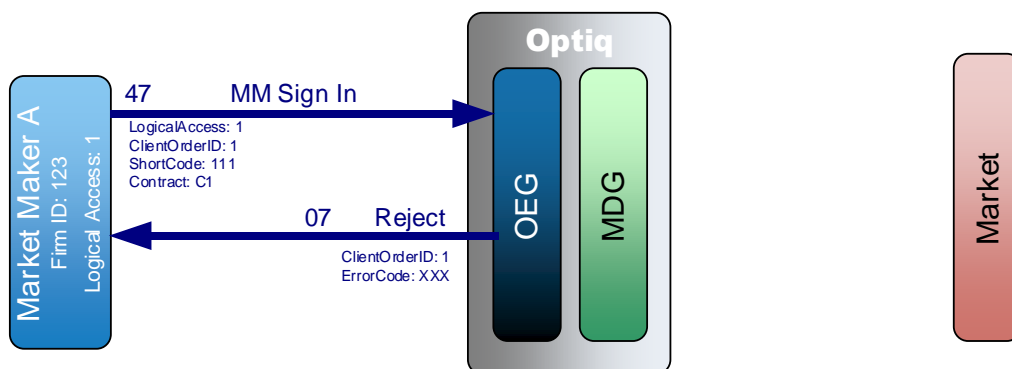 Optiq
Market Maker A
Firm ID: 123
Logical Access: 1
47 MM Sign In
LogicalAccess: 1
ClientOrderID: 1
ShortCode: 111
Contract: C1
07 Reject
ClientOrderID: 1
ErrorCode: XXX
OEG
MDG
Market